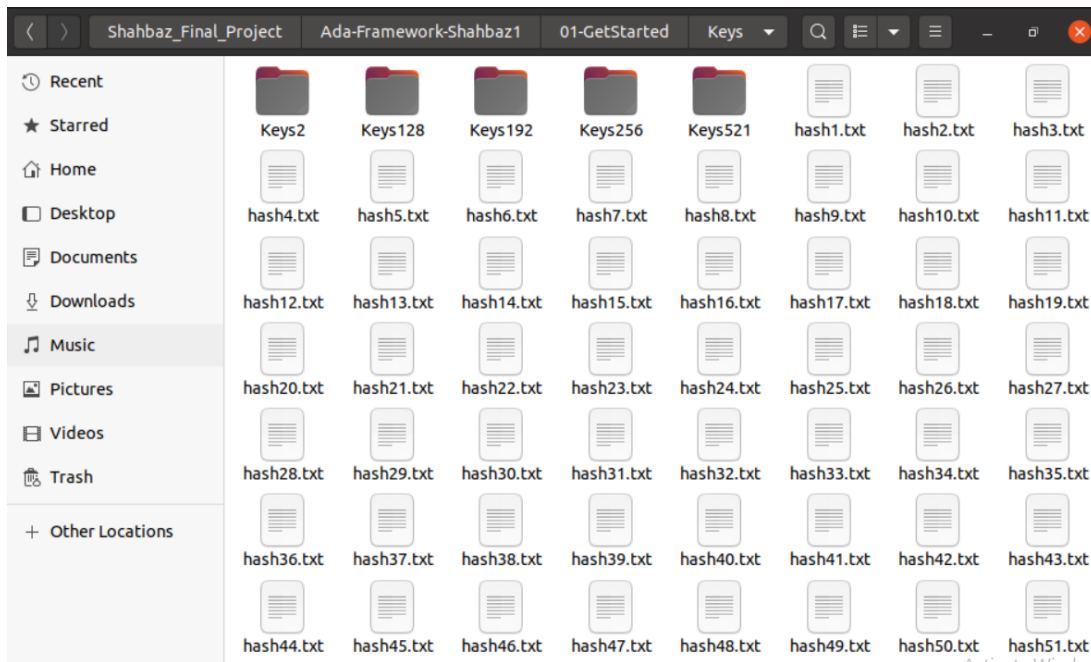 Shahbaz_Final_Project Ada-Framework-Shahbaz1 01-GetStarted Keys
Recent
Starred
Home
Desktop
Documents
Downloads
Music
Pictures
Videos
Trash
+ Other Locations
Keys2 Keys128 Keys192 Keys256 Keys521 hash1.txt hash2.txt hash3.txt
hash4.txt hash5.txt hash6.txt hash7.txt hash8.txt hash9.txt hash10.txt hash11.txt
hash12.txt hash13.txt hash14.txt hash15.txt hash16.txt hash17.txt hash18.txt hash19.txt
hash20.txt hash21.txt hash22.txt hash23.txt hash24.txt hash25.txt hash26.txt hash27.txt
hash28.txt hash29.txt hash30.txt hash31.txt hash32.txt hash33.txt hash34.txt hash35.txt
hash36.txt hash37.txt hash38.txt hash39.txt hash40.txt hash41.txt hash42.txt hash43.txt
hash44.txt hash45.txt hash46.txt hash47.txt hash48.txt hash49.txt hash50.txt hash51.txt